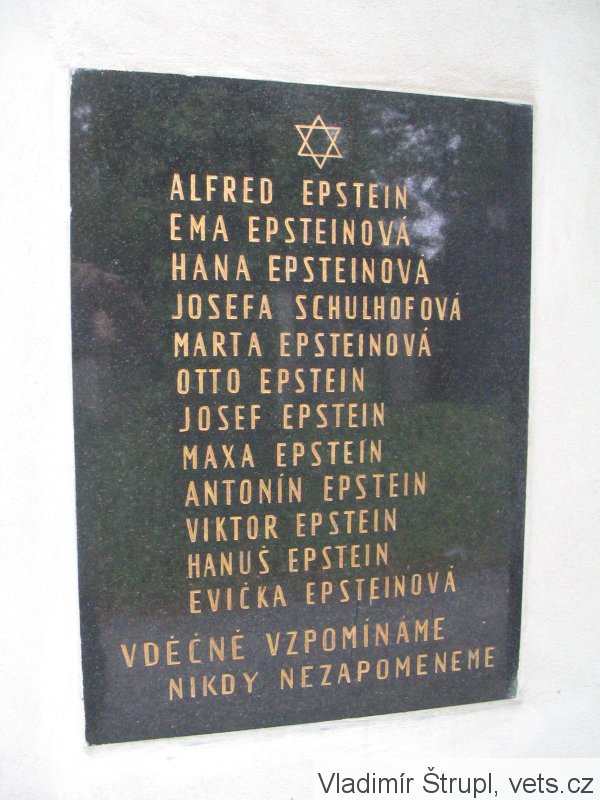 ALFRED EPSTEIN
EMA EPSTEINOVÁ
HANA EPSTEINOVÁ
JOSEFA SCHULHOFOVÁ
MARTA EPSTEINOVÁ
OTTO EPSTEIN
JOSEF EPSTEIN
MAXA EPSTEIN
ANTONÍN EPSTEIN
VIKTOR EPSTEIN
HANUŠ EPSTEIN
EVIČKA EPSTEINOVÁ
VDĚČNĚ VZPOMÍNÁME
NIKDY NEZAPOMENEME
Vladimír Štrupl, vets.cz